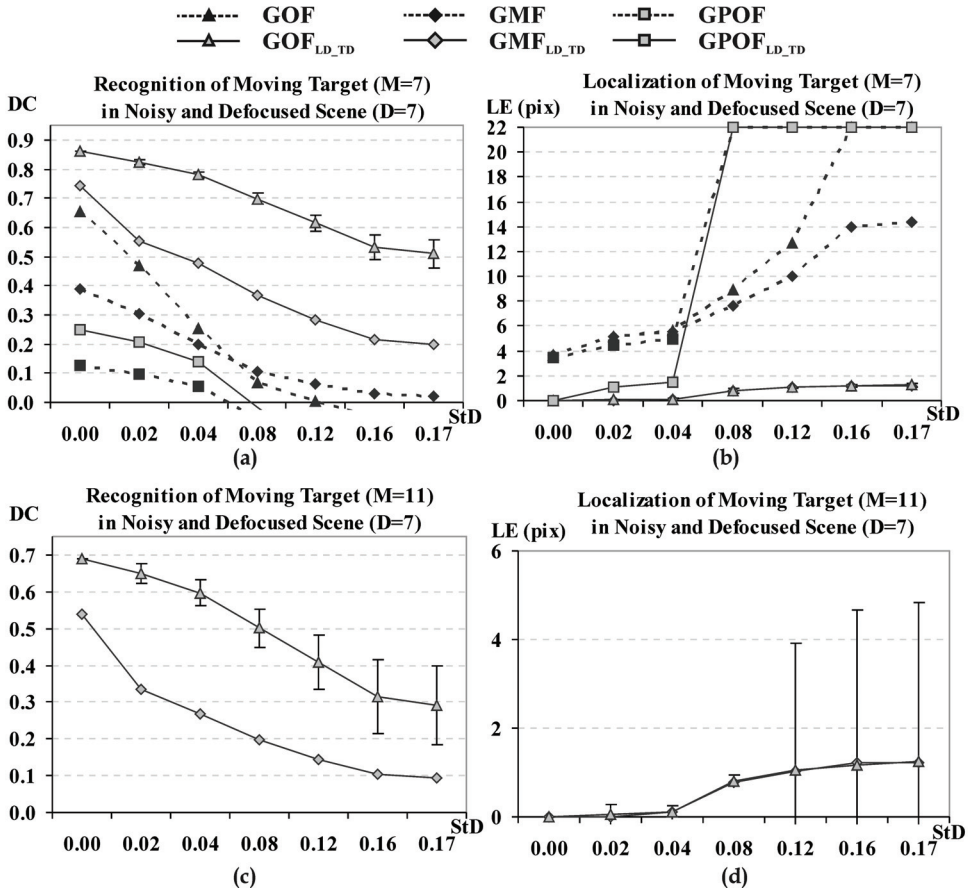 GOF GMF GPOF
GOF LD_TD GMF LD_TD GPOF LD_TD
Recognition of Moving Target (M=7)
in Noisy and Defocused Scene (D=7)
DC
0.9
0.8
0.7
0.6
0.5
0.4
0.3
0.2
0.1
0.0
StD
0.00 0.02 0.04 0.08 0.12 0.16 0.17
(a)
Localization of Moving Target (M=7)
in Noisy and Defocused Scene (D=7)
LE (pix)
22
20
18
16
14
12
10
8
6
4
2
0
StD
0.00 0.02 0.04 0.08 0.12 0.16 0.17
(b)
Recognition of Moving Target (M=11)
in Noisy and Defocused Scene (D=7)
DC
0.7
0.6
0.5
0.4
0.3
0.2
0.1
0.0
StD
0.00 0.02 0.04 0.08 0.12 0.16 0.17
(c)
Localization of Moving Target (M=11)
in Noisy and Defocused Scene (D=7)
LE (pix)
6
4
2
0
StD
0.00 0.02 0.04 0.08 0.12 0.16 0.17
(d)